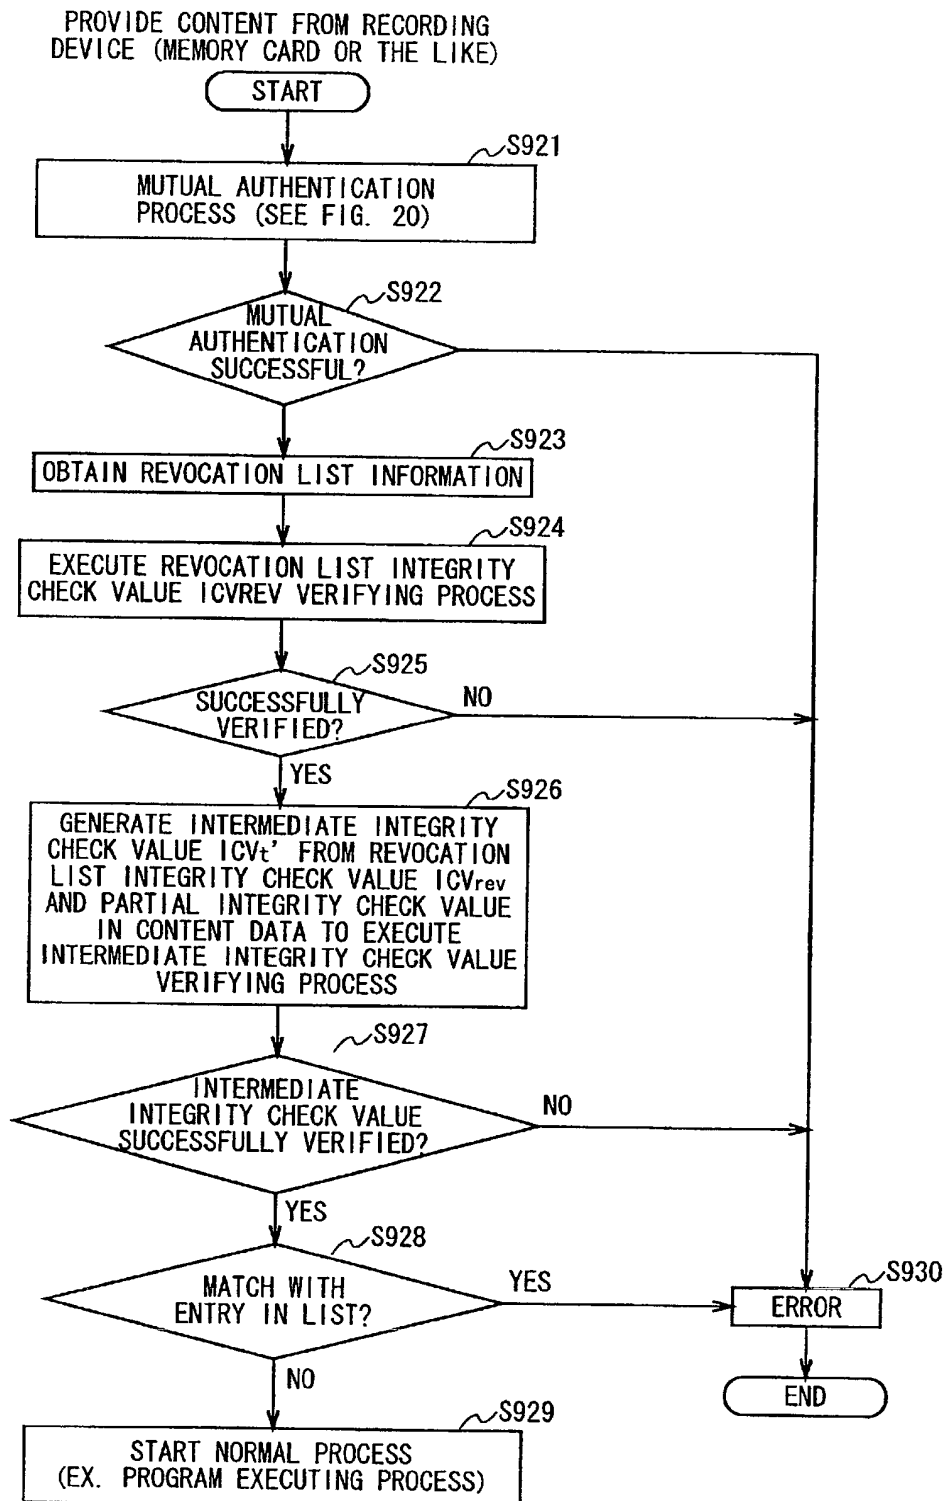 PROVIDE CONTENT FROM RECORDING
DEVICE (MEMORY CARD OR THE LIKE)
START
S921
MUTUAL AUTHENTICATION
PROCESS (SEE FIG. 20)
S922
MUTUAL
AUTHENTICATION
SUCCESSFUL?
S923
OBTAIN REVOCATION LIST INFORMATION
S924
EXECUTE REVOCATION LIST INTEGRITY
CHECK VALUE ICVREV VERIFYING PROCESS
S925
SUCCESSFULLY
VERIFIED?
NO
YES
S926
GENERATE INTERMEDIATE INTEGRITY
CHECK VALUE ICVt' FROM REVOCATION
LIST INTEGRITY CHECK VALUE ICVrev
AND PARTIAL INTEGRITY CHECK VALUE
IN CONTENT DATA TO EXECUTE
INTERMEDIATE INTEGRITY CHECK VALUE
VERIFYING PROCESS
S927
INTERMEDIATE
INTEGRITY CHECK VALUE
SUCCESSFULLY VERIFIED?
NO
YES
S928
MATCH WITH
ENTRY IN LIST?
YES
S930
ERROR
NO
END
S929
START NORMAL PROCESS
(EX. PROGRAM EXECUTING PROCESS)